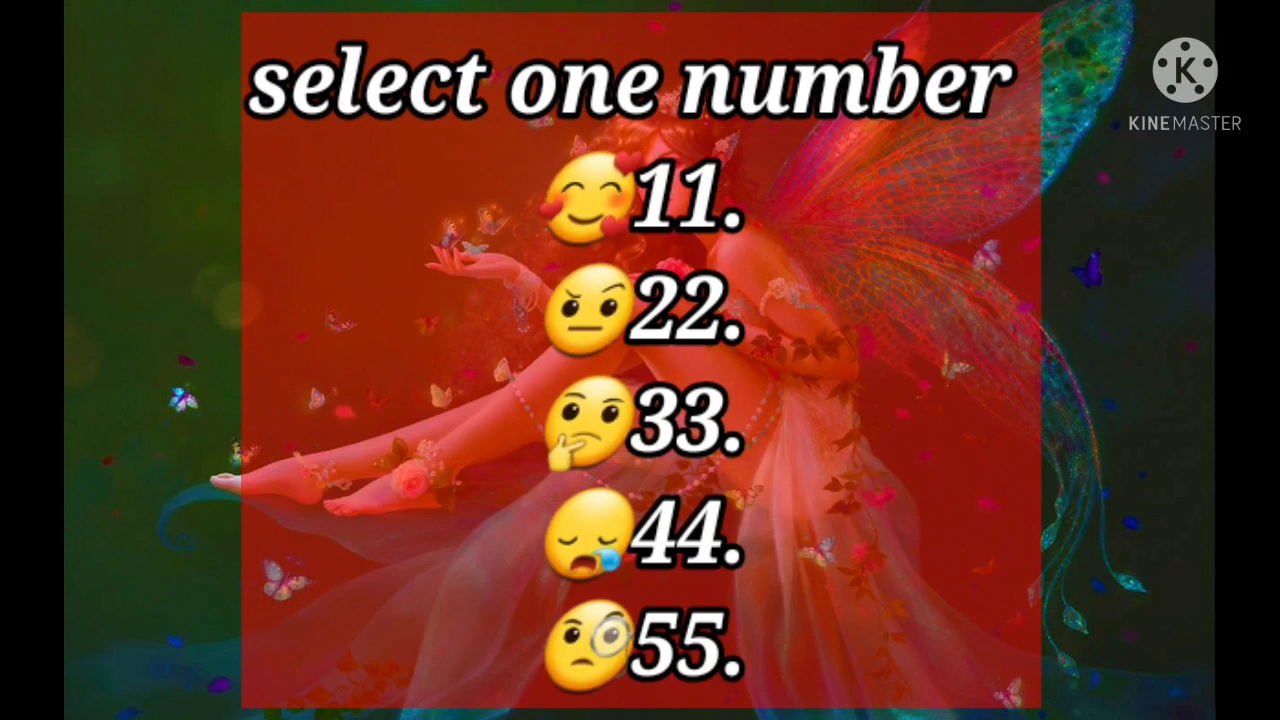 select one number
🥰11.
🤨22.
🤔33.
😪44.
🧐55.
KINEMASTER